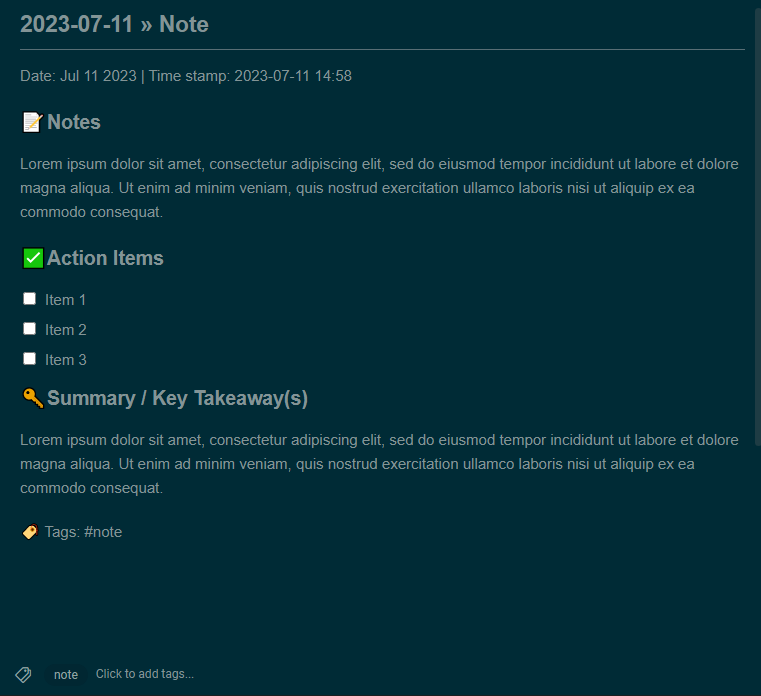 2023-07-11 » Note
Date: Jul 11 2023 | Time stamp: 2023-07-11 14:58
📝 Notes
Lorem ipsum dolor sit amet, consectetur adipiscing elit, sed do eiusmod tempor incididunt ut labore et dolore
magna aliqua. Ut enim ad minim veniam, quis nostrud exercitation ullamco laboris nisi ut aliquip ex ea
commodo consequat.
✅ Action Items
Item 1
Item 2
Item 3
🔑 Summary / Key Takeaway(s)
Lorem ipsum dolor sit amet, consectetur adipiscing elit, sed do eiusmod tempor incididunt ut labore et dolore
magna aliqua. Ut enim ad minim veniam, quis nostrud exercitation ullamco laboris nisi ut aliquip ex ea
commodo consequat.
🏷️ Tags: #note
note Click to add tags...